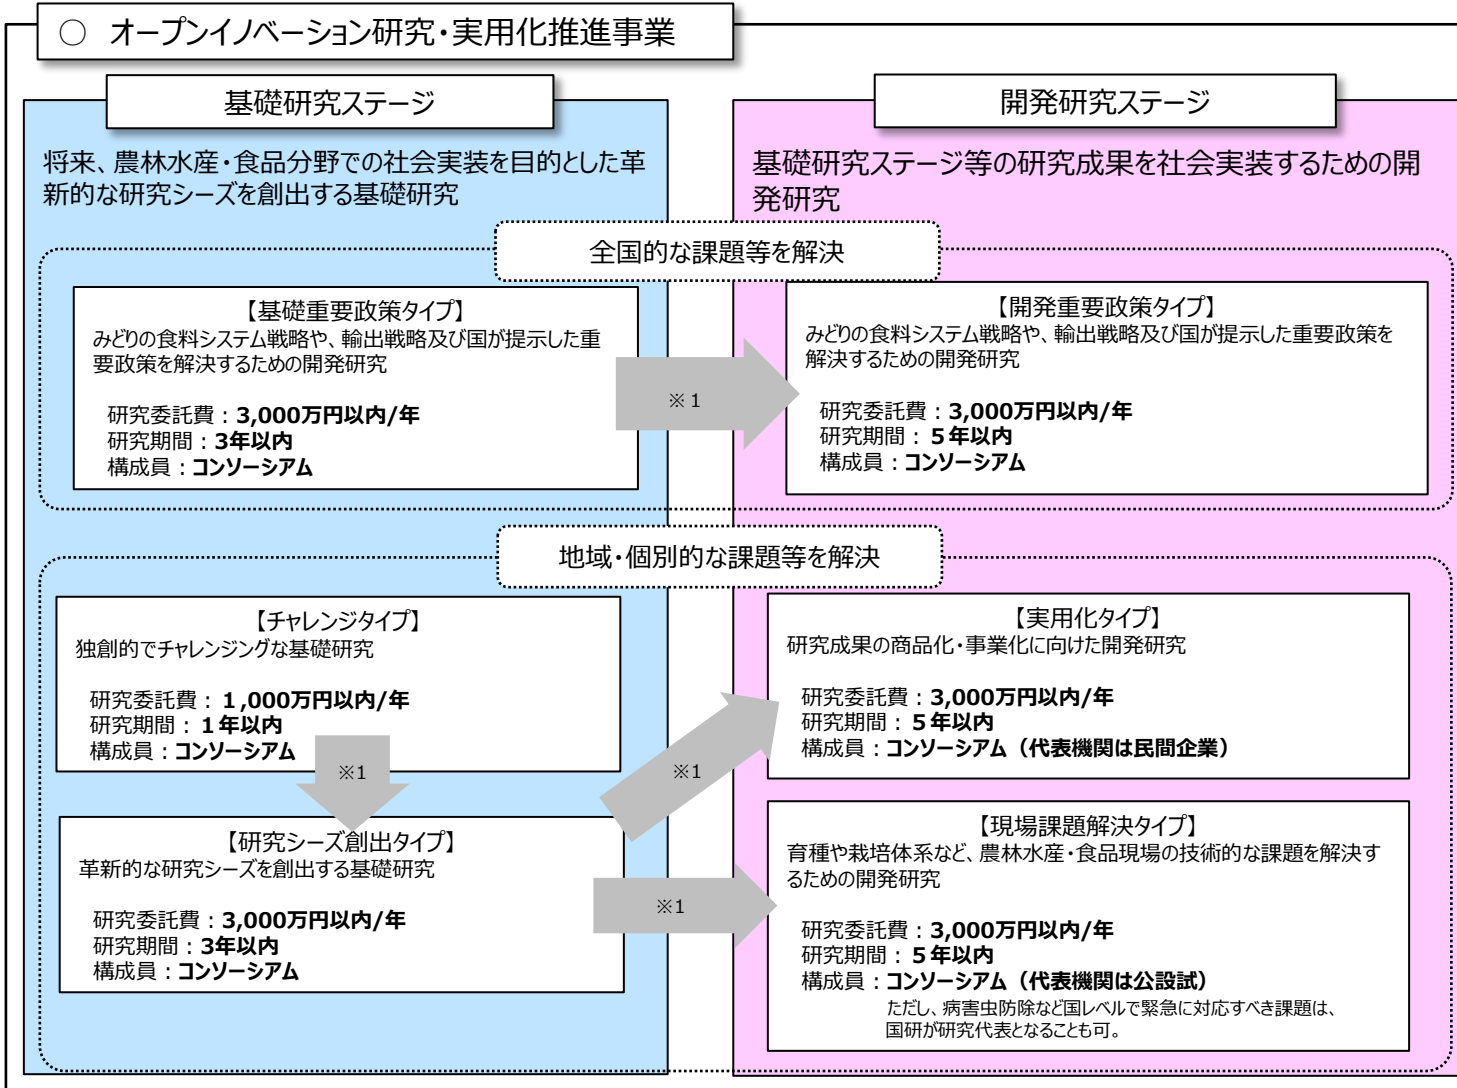 ○ オープンイノベーション研究・実用化推進事業
基礎研究ステージ
将来、農林水産・食品分野での社会実装を目的とした革
新的な研究シーズを創出する基礎研究
開発研究ステージ
基礎研究ステージ等の研究成果を社会実装するための開
発研究
全国的な課題等を解決
【基礎重要政策タイプ】
みどりの食料システム戦略や、輸出戦略及び国が提示した重
要政策を解決するための開発研究
研究委託費：3,000万円以内/年
研究期間：3年以内
構成員：コンソーシアム
※１
【開発重要政策タイプ】
みどりの食料システム戦略や、輸出戦略及び国が提示した重要政策を
解決するための開発研究
研究委託費：3,000万円以内/年
研究期間：５年以内
構成員：コンソーシアム
地域・個別的な課題等を解決
【チャレンジタイプ】
独創的でチャレンジングな基礎研究
研究委託費：１,000万円以内/年
研究期間：１年以内
構成員：コンソーシアム
※1
【研究シーズ創出タイプ】
革新的な研究シーズを創出する基礎研究
研究委託費：3,000万円以内/年
研究期間：3年以内
構成員：コンソーシアム
※1
※1
【実用化タイプ】
研究成果の商品化・事業化に向けた開発研究
研究委託費：3,000万円以内/年
研究期間：５年以内
構成員：コンソーシアム（代表機関は民間企業）
【現場課題解決タイプ】
育種や栽培体系など、農林水産・食品現場の技術的な課題を解決す
るための開発研究
研究委託費：3,000万円以内/年
研究期間：５年以内
構成員：コンソーシアム（代表機関は公設試）
ただし、病害虫防除など国レベルで緊急に対応すべき課題は、
国研が研究代表となることも可。